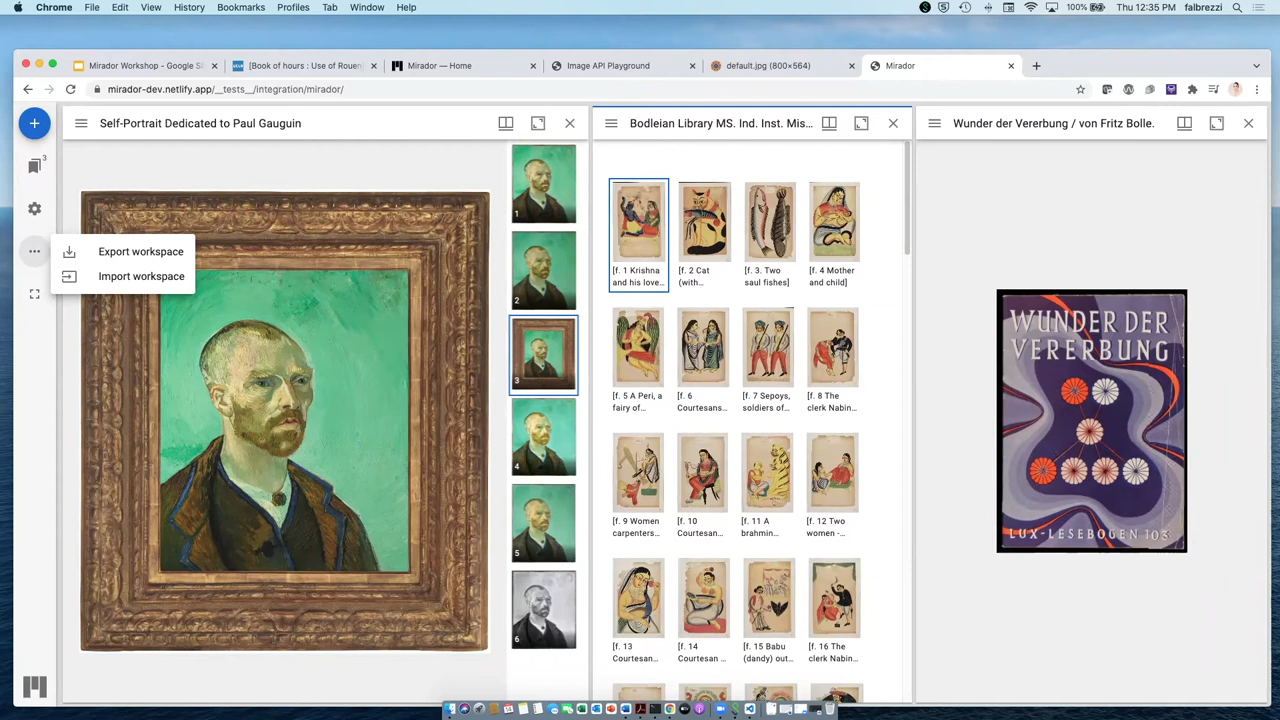 Chrome File Edit View History Bookmarks Profiles Tab Window Help
100% Thu 12:35 PM falbrezzi
Mirador Workshop - Google Sl
[Book of hours : Use of Rouen
Mirador — Home
Image API Playground
default.jpg (800×564)
Mirador
mirador-dev.netlify.app/__tests__/integration/mirador/
3
Export workspace
Import workspace
Self-Portrait Dedicated to Paul Gauguin
1
2
3
4
5
6
Bodleian Library MS. Ind. Inst. Mis...
[f. 1 Krishna
and his love...
[f. 2 Cat
(with...
[f. 3. Two
saul fishes]
[f. 4 Mother
and child]
[f. 5 A Peri, a
fairy of...
[f. 6
Courtesans...
[f. 7 Sepoys,
soldiers of...
[f. 8 The
clerk Nabin...
[f. 9 Women
carpenters...
[f. 10
Courtesan...
[f. 11 A
brahmin...
[f. 12 Two
women -...
[f. 13
Courtesan...
[f. 14
Courtesan ...
[f. 15 Babu
(dandy) out...
[f. 16 The
clerk Nabin...
Wunder der Vererbung / von Fritz Bolle.
WUNDER DER
VERERBUNG
LUX-LESEBOGEN 103